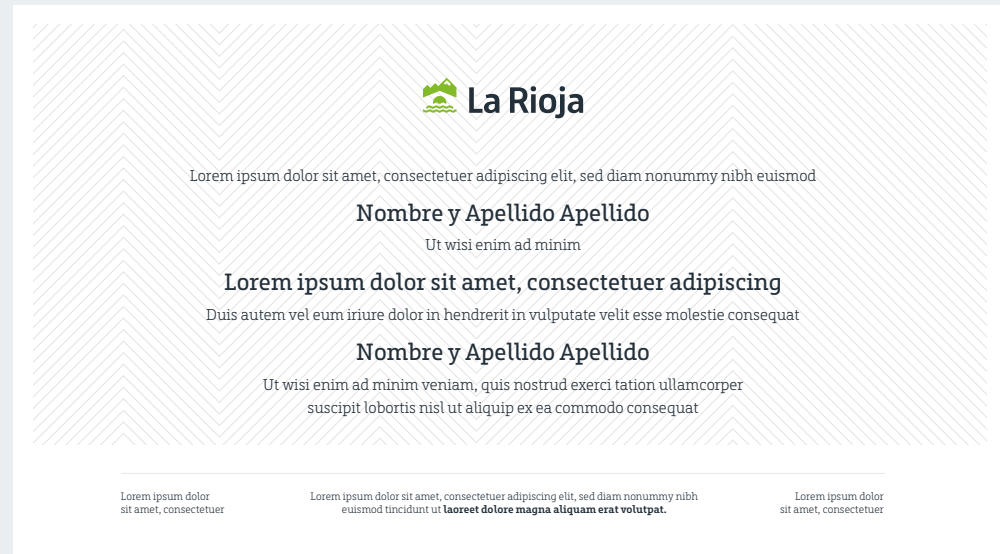 La Rioja
Lorem ipsum dolor sit amet, consectetuer adipiscing elit, sed diam nonummy nibh euismod
Nombre y Apellido Apellido
Ut wisi enim ad minim
Lorem ipsum dolor sit amet, consectetuer adipiscing
Duis autem vel eum iriure dolor in hendrerit in vulputate velit esse molestie consequat
Nombre y Apellido Apellido
Ut wisi enim ad minim veniam, quis nostrud exerci tation ullamcorper
suscipit lobortis nisl ut aliquip ex ea commodo consequat
Lorem ipsum dolor
sit amet, consectetuer
Lorem ipsum dolor sit amet, consectetuer adipiscing elit, sed diam nonummy nibh
euismod tincidunt ut laoreet dolore magna aliquam erat volutpat.
Lorem ipsum dolor
sit amet, consectetuer